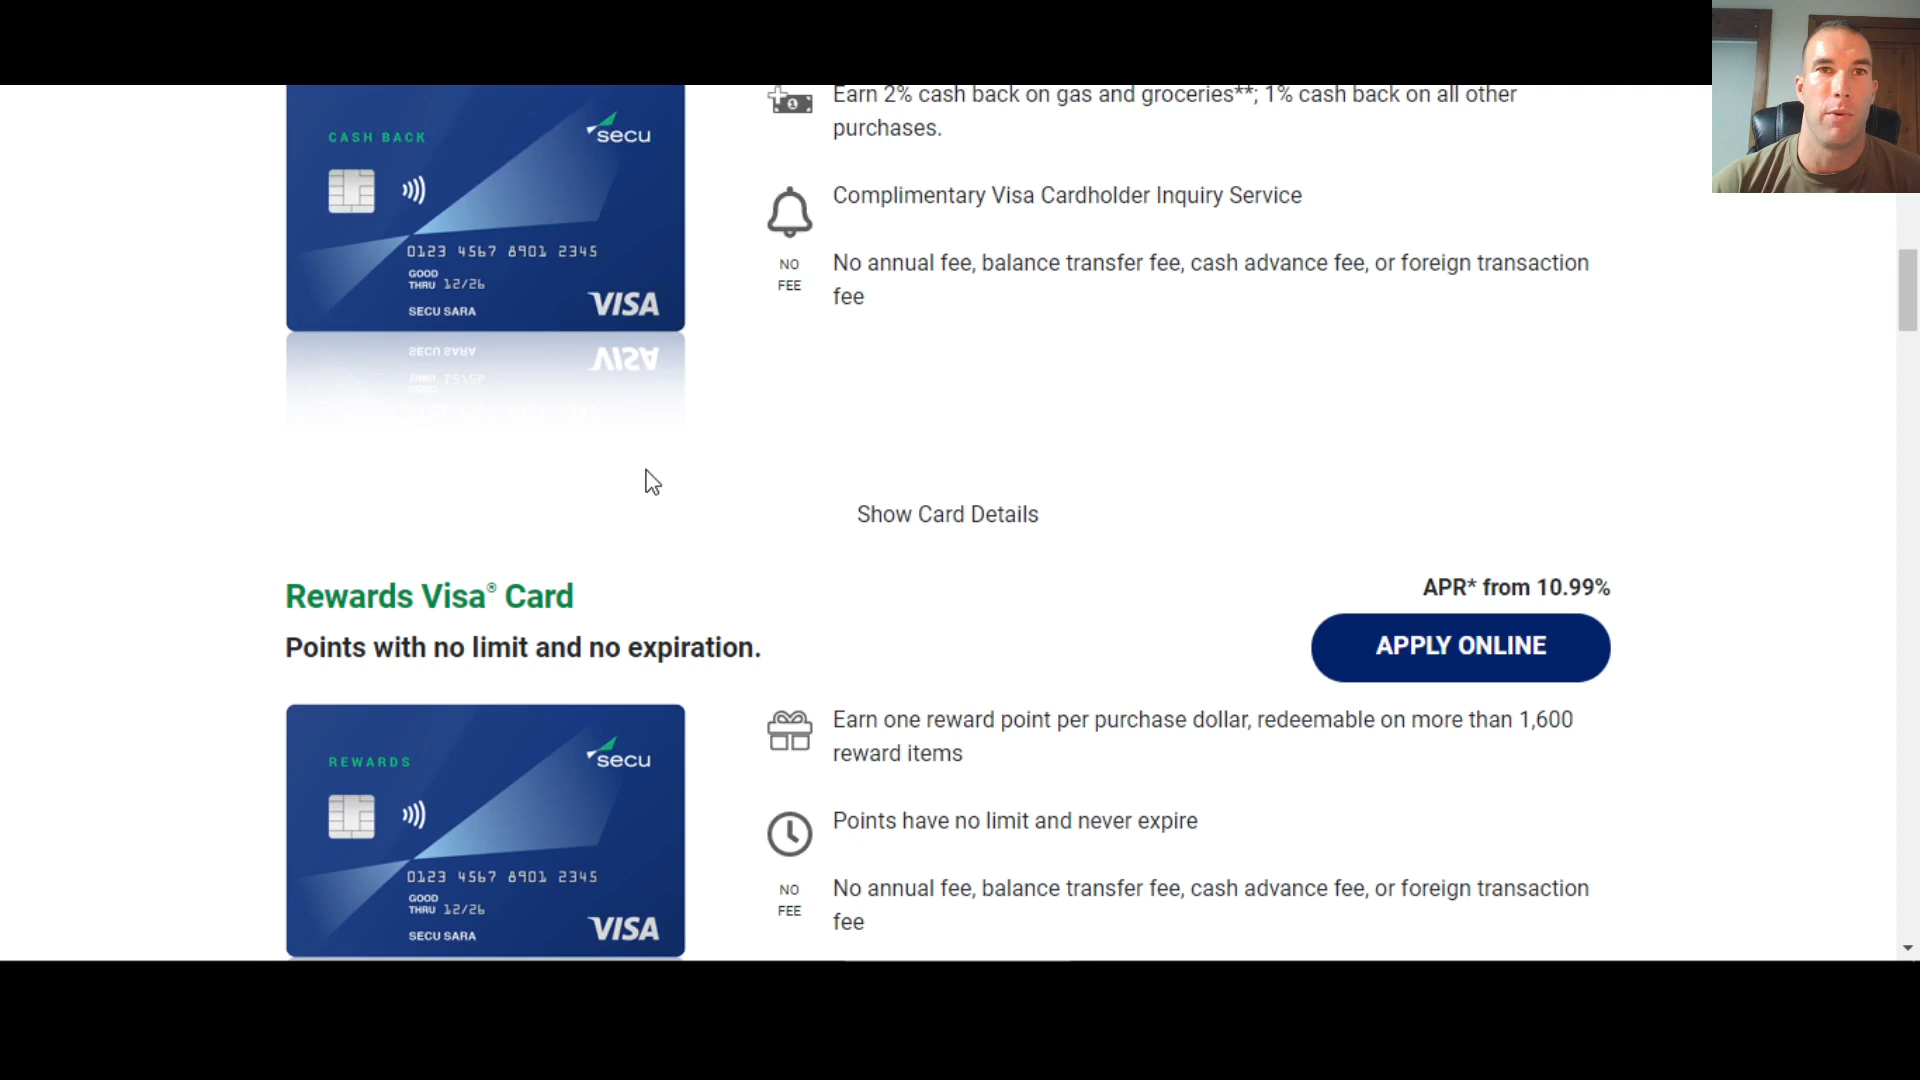 Earn 2% cash back on gas and groceries**; 1% cash back on all other
purchases.
CASH BACK
secu
Complimentary Visa Cardholder Inquiry Service
0123 4567 8901 2345
GOOD
THRU 12/26
SECU SARA
VISA
NO
FEE
No annual fee, balance transfer fee, cash advance fee, or foreign transaction
fee
SECU SARA
VISA
Show Card Details
Rewards Visa® Card
APR* from 10.99%
Points with no limit and no expiration.
APPLY ONLINE
REWARDS
secu
Earn one reward point per purchase dollar, redeemable on more than 1,600
reward items
Points have no limit and never expire
0123 4567 8901 2345
GOOD
THRU 12/26
SECU SARA
VISA
NO
FEE
No annual fee, balance transfer fee, cash advance fee, or foreign transaction
fee